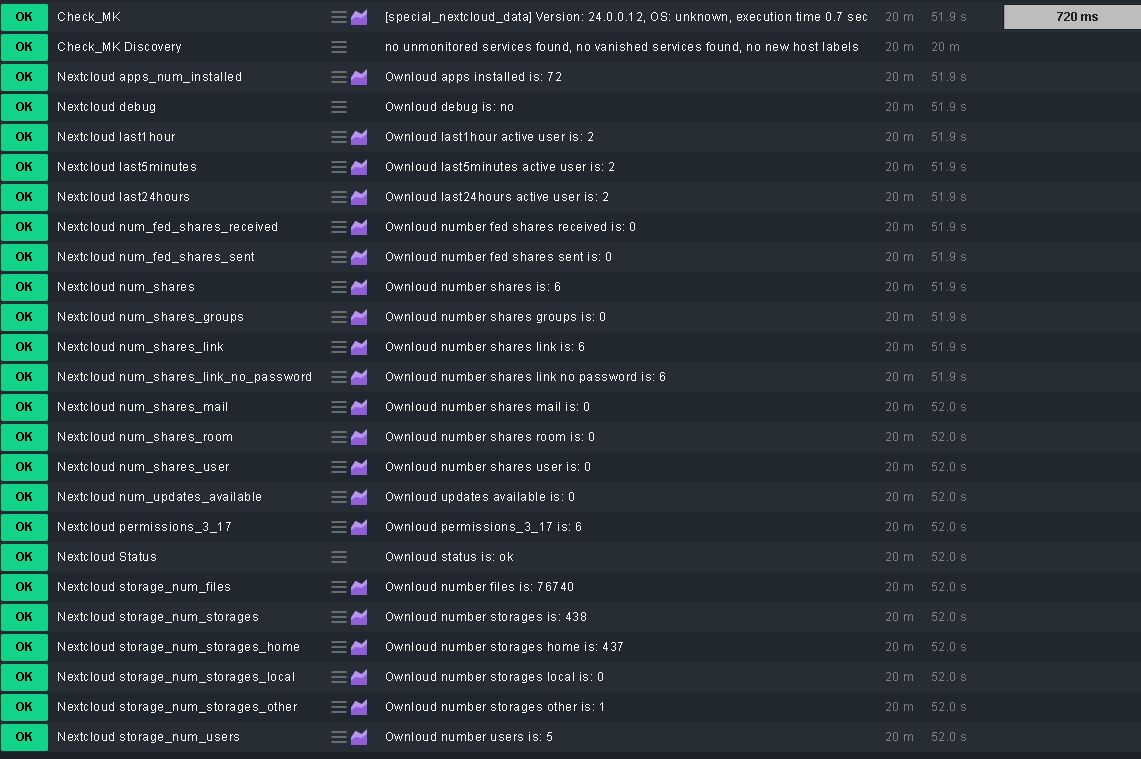 OK Check_MK [special_nextcloud_data] Version: 24.0.0.12, OS: unknown, execution time 0.7 sec 20 m 51.9 s 720 ms
OK Check_MK Discovery no unmonitored services found, no vanished services found, no new host labels 20 m 20 m
OK Nextcloud apps_num_installed Ownloud apps installed is: 72 20 m 51.9 s
OK Nextcloud debug Ownloud debug is: no 20 m 51.9 s
OK Nextcloud last1hour Ownloud last1hour active user is: 2 20 m 51.9 s
OK Nextcloud last5minutes Ownloud last5minutes active user is: 2 20 m 51.9 s
OK Nextcloud last24hours Ownloud last24hours active user is: 2 20 m 51.9 s
OK Nextcloud num_fed_shares_received Ownloud number fed shares received is: 0 20 m 51.9 s
OK Nextcloud num_fed_shares_sent Ownloud number fed shares sent is: 0 20 m 51.9 s
OK Nextcloud num_shares Ownloud number shares is: 6 20 m 51.9 s
OK Nextcloud num_shares_groups Ownloud number shares groups is: 0 20 m 51.9 s
OK Nextcloud num_shares_link Ownloud number shares link is: 6 20 m 51.9 s
OK Nextcloud num_shares_link_no_password Ownloud number shares link no password is: 6 20 m 51.9 s
OK Nextcloud num_shares_mail Ownloud number shares mail is: 0 20 m 52.0 s
OK Nextcloud num_shares_room Ownloud number shares room is: 0 20 m 52.0 s
OK Nextcloud num_shares_user Ownloud number shares user is: 0 20 m 52.0 s
OK Nextcloud num_updates_available Ownloud updates available is: 0 20 m 52.0 s
OK Nextcloud permissions_3_17 Ownloud permissions_3_17 is: 6 20 m 52.0 s
OK Nextcloud Status Ownloud status is: ok 20 m 52.0 s
OK Nextcloud storage_num_files Ownloud number files is: 76740 20 m 52.0 s
OK Nextcloud storage_num_storages Ownloud number storages is: 438 20 m 52.0 s
OK Nextcloud storage_num_storages_home Ownloud number storages home is: 437 20 m 52.0 s
OK Nextcloud storage_num_storages_local Ownloud number storages local is: 0 20 m 52.0 s
OK Nextcloud storage_num_storages_other Ownloud number storages other is: 1 20 m 52.0 s
OK Nextcloud storage_num_users Ownloud number users is: 5 20 m 52.0 s